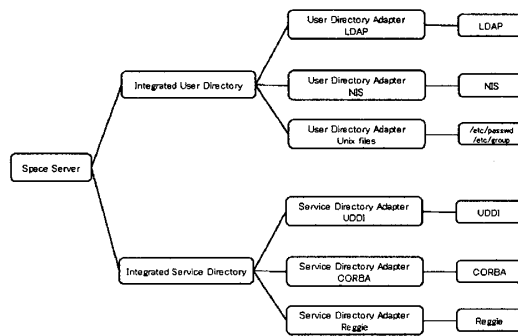 User Directory Adapter
LDAP
LDAP
Integrated User Directory
User Directory Adapter
NIS
NIS
User Directory Adapter
Unix files
/etc/passwd
/etc/group
Space Server
Service Directory Adapter
UDDI
UDDI
Integrated Service Directory
Service Directory Adapter
CORBA
CORBA
Service Directory Adapter
Reggie
Reggie